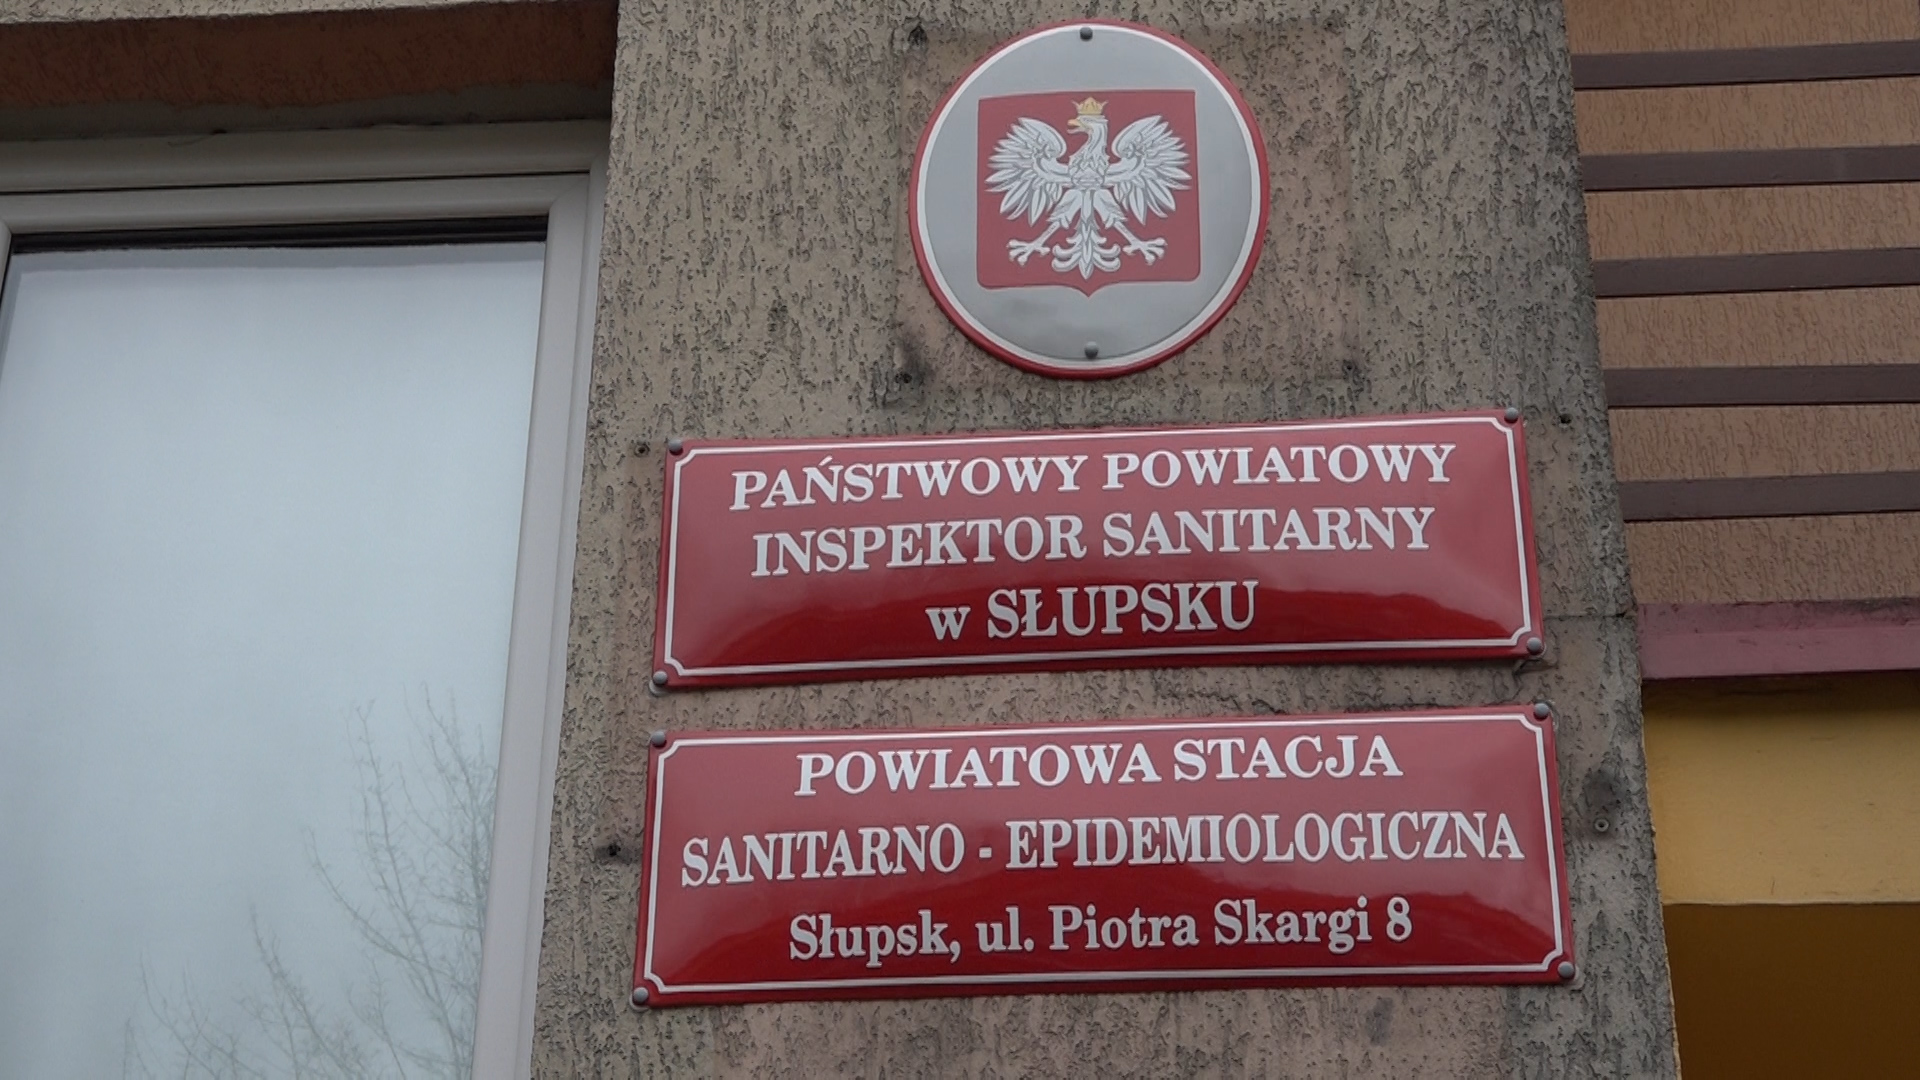 PAŃSTWOWY POWIATOWY
INSPEKTOR SANITARNY
w SŁUPSKU
POWIATOWA STACJA
SANITARNO - EPIDEMIOLOGICZNA
Słupsk, ul. Piotra Skargi 8